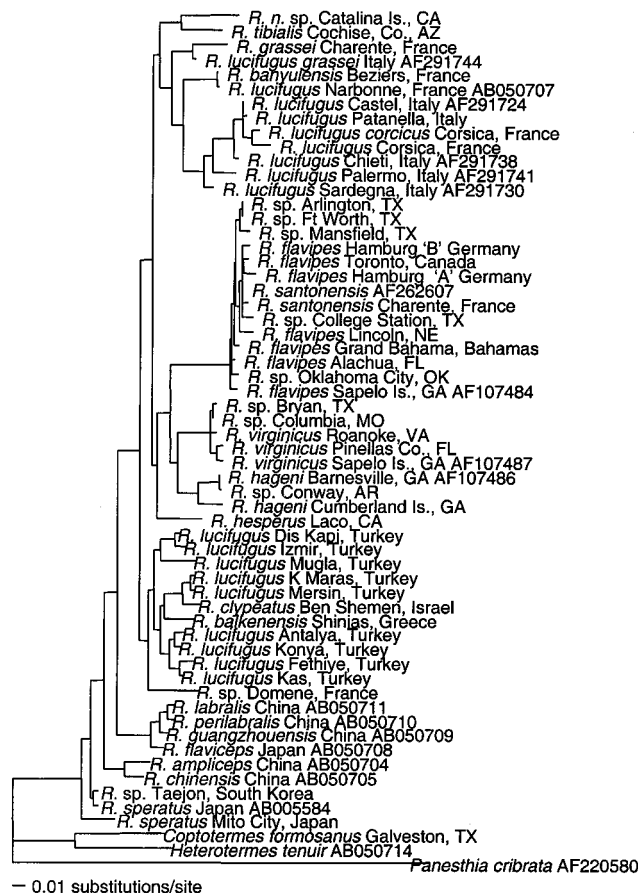 R. n. sp. Catalina Is., CA
R. tibialis Cochise, Co., AZ
R. grassei Charente, France
R. lucifugus grassei Italy AF291744
R. banyulensis Beziers, France
R. lucifugus Narbonne, France AB050707
R. lucifugus Castel, Italy AF291724
R. lucifugus Patanella, Italy
R. lucifugus corcicus Corsica, France
R. lucifugus Corsica, France
R. lucifugus Chieti, Italy AF291738
R. lucifugus Palermo, Italy AF291741
R. lucifugus Sardegna, Italy AF291730
R. sp. Arlington, TX
R. sp. Ft Worth, TX
R. sp. Mansfield, TX
R. flavipes Hamburg 'B' Germany
R. flavipes Toronto, Canada
R. flavipes Hamburg 'A' Germany
R. santonensis AF262607
R. santonensis Charente, France
R. sp. College Station, TX
R. flavipes Lincoln, NE
R. flavipes Grand Bahama, Bahamas
R. flavipes Alachua, FL
R. sp. Oklahoma City, OK
R. flavipes Sapelo Is., GA AF107484
R. sp. Bryan, TX
R. sp. Columbia, MO
R. virginicus Roanoke, VA
R. virginicus Pinellas Co., FL
R. virginicus Sapelo Is., GA AF107487
R. hageni Barnesville, GA AF107486
R. sp. Conway, AR
R. hageni Cumberland Is., GA
R. hesperus Laco, CA
R. lucifugus Dis Kapi, Turkey
R. lucifugus Izmir, Turkey
R. lucifugus Mugla, Turkey
R. lucifugus K Maras, Turkey
R. lucifugus Mersin, Turkey
R. clypeatus Ben Shemen, Israel
R. balkenensis Shinias, Greece
R. lucifugus Antalya, Turkey
R. lucifugus Konya, Turkey
R. lucifugus Fethiye, Turkey
R. lucifugus Kas, Turkey
R. sp. Domene, France
R. labralis China AB050711
R. perilabralis China AB050710
R. guangzhouensis China AB050709
R. flaviceps Japan AB050708
R. ampliceps China AB050704
R. chinensis China AB050705
R. sp. Taejon, South Korea
R. speratus Japan AB005584
R. speratus Mito City, Japan
Coptotermes formosanus Galveston, TX
Heterotermes tenuir AB050714
Panesthia cribrata AF220580
0.01 substitutions/site